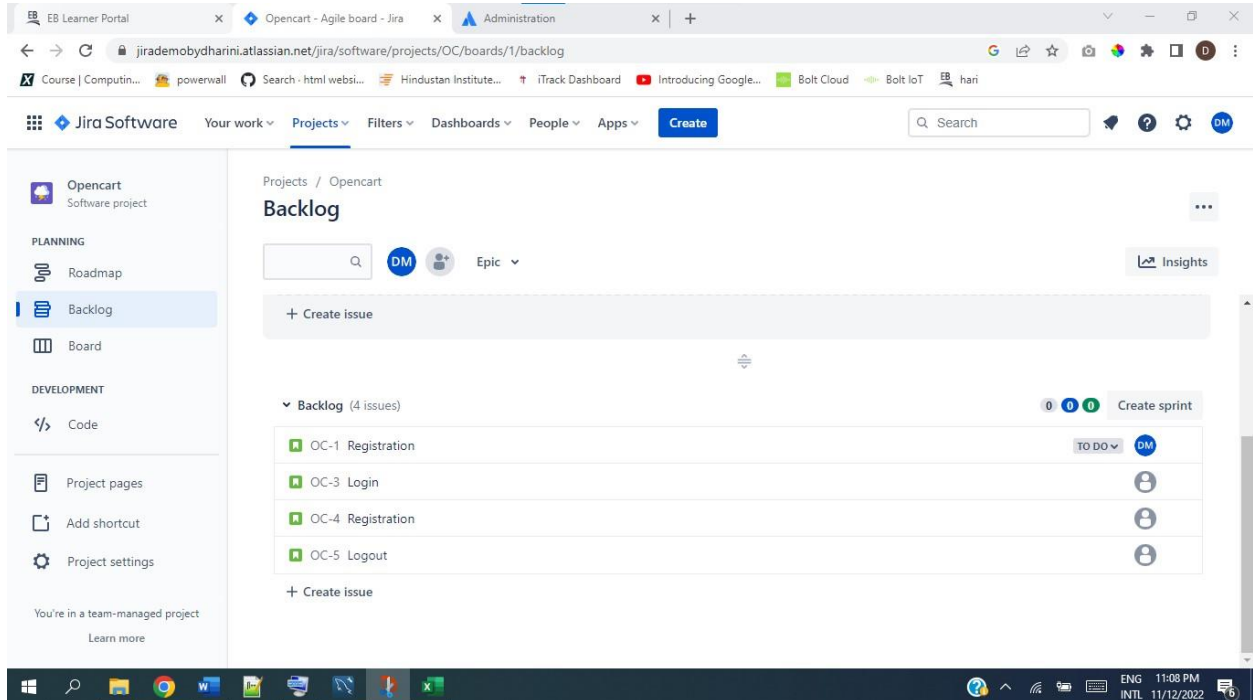 EB EB Learner Portal Opencart - Agile board - Jira Administration
jirademobydharini.atlassian.net/jira/software/projects/OC/boards/1/backlog G D
X Course | Computin... powerwall Search · html websi... Hindustan Institute... iTrack Dashboard Introducing Google... Bolt Cloud Bolt IoT EB hari
Jira Software Your work Projects Filters Dashboards People Apps Create Search DM
Opencart
Software project
PLANNING
Roadmap
Backlog
Board
DEVELOPMENT
Code
Project pages
Add shortcut
Project settings
You're in a team-managed project
Learn more
Projects / Opencart
Backlog
DM Epic Insights
+ Create issue
Backlog (4 issues) 0 0 0 Create sprint
OC-1 Registration TO DO DM
OC-3 Login
OC-4 Registration
OC-5 Logout
+ Create issue
ENG 11:08 PM
INTL 11/12/2022 6